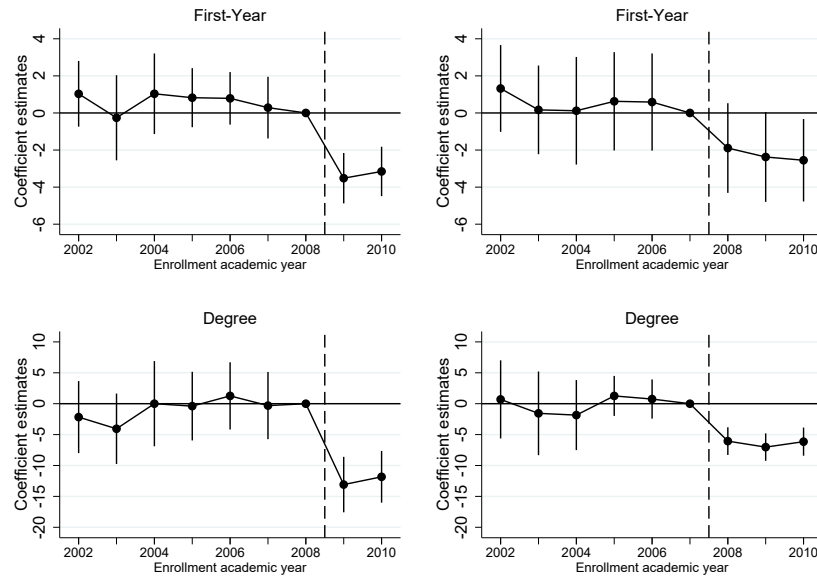 First-Year
Coefficient estimates
4
2
0
-2
-4
-6
2002 2004 2006 2008 2010
Enrollment academic year
First-Year
Coefficient estimates
4
2
0
-2
-4
-6
2002 2004 2006 2008 2010
Enrollment academic year
Degree
Coefficient estimates
10
5
0
-5
-10
-15
-20
2002 2004 2006 2008 2010
Enrollment academic year
Degree
Coefficient estimates
10
5
0
-5
-10
-15
-20
2002 2004 2006 2008 2010
Enrollment academic year